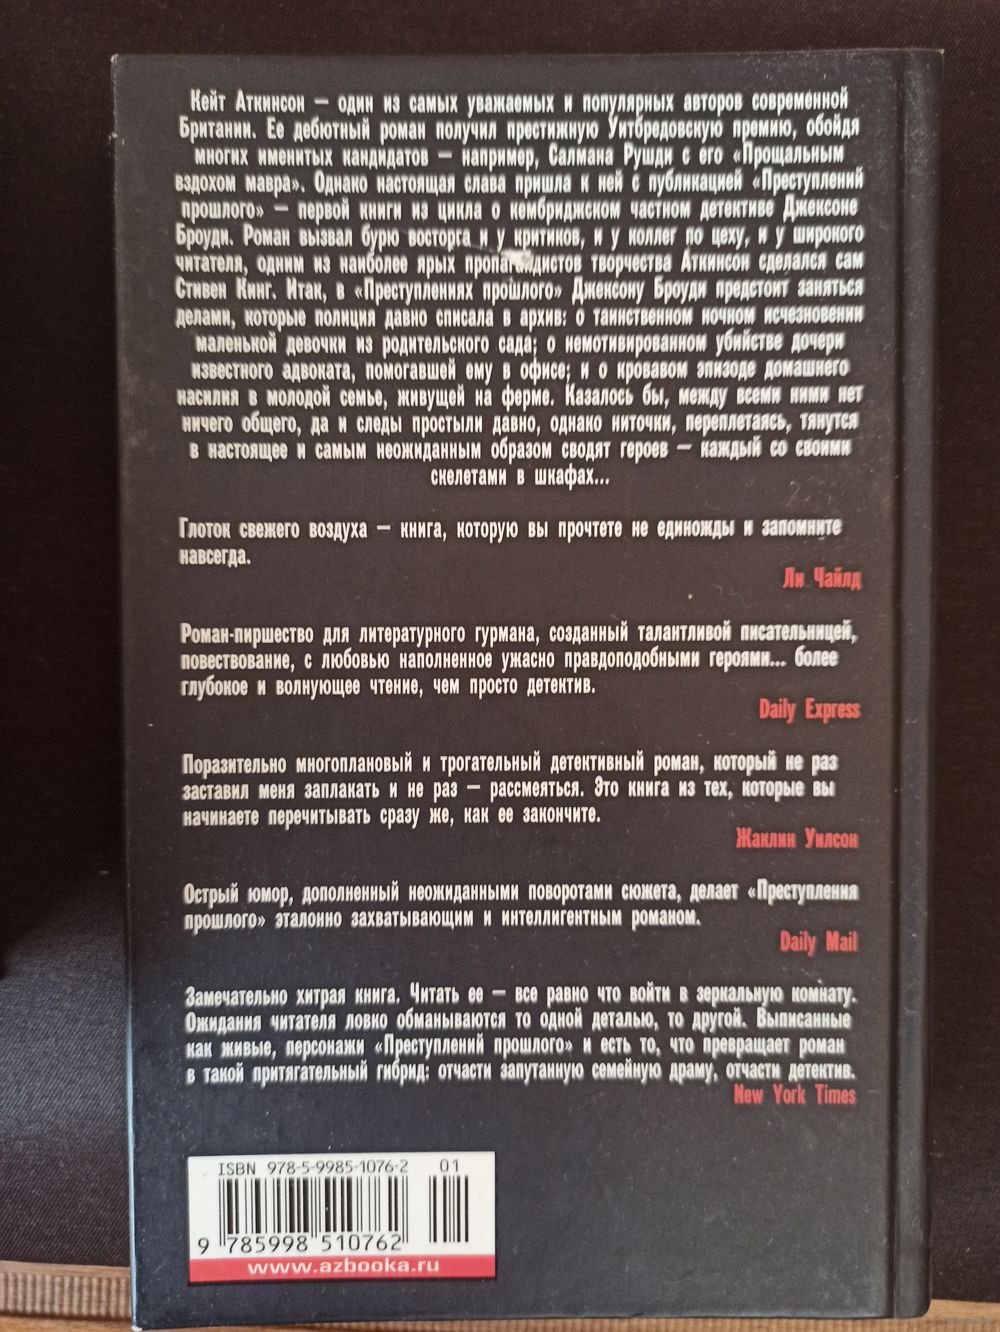 Кейт Аткинсон — один из самых уважаемых и популярных авторов современной
Британии. Ее дебютный роман получил престижную Уитбредовскую премию, обойдя
многих именитых кандидатов — например, Салмана Рушди с его «Прощальным
вздохом мавра». Однако настоящая слава пришла к ней с публикацией «Преступлений
прошлого» — первой книги из цикла о кембриджском частном детективе Джексоне
Броуди. Роман вызвал бурю восторга и у критиков, и у коллег по цеху, и у широкого
читателя, одним из наиболее ярых пропагандистов творчества Аткинсон сделался сам
Стивен Кинг. Итак, в «Преступлениях прошлого» Джексону Броуди предстоит заняться
делами, которые полиция давно списала в архив: о таинственном ночном исчезновении
маленькой девочки из родительского сада; о немотивированном убийстве дочери
известного адвоката, помогавшей ему в офисе; и о кровавом эпизоде домашнего
насилия в молодой семье, живущей на ферме. Казалось бы, между всеми ними нет
ничего общего, да и следы простыли давно, однако ниточки, переплетаясь, тянутся
в настоящее и самым неожиданным образом сводят героев — каждый со своими
скелетами в шкафах...
Глоток свежего воздуха — книга, которую вы прочтете не единожды и запомните
навсегда.
Ли Чайлд
Роман-пиршество для литературного гурмана, созданный талантливой писательницей,
повествование, с любовью наполненное ужасно правдоподобными героями... более
глубокое и волнующее чтение, чем просто детектив.
Daily Express
Поразительно многоплановый и трогательный детективный роман, который не раз
заставил меня заплакать и не раз — рассмеяться. Это книга из тех, которые вы
начинаете перечитывать сразу же, как ее закончите.
Жаклин Уилсон
Острый юмор, дополненный неожиданными поворотами сюжета, делает «Преступления
прошлого» эталонно захватывающим и интеллигентным романом.
Daily Mail
Замечательно хитрая книга. Читать ее — все равно что войти в зеркальную комнату.
Ожидания читателя ловко обманываются то одной деталью, то другой. Выписанные
как живые, персонажи «Преступлений прошлого» и есть то, что превращает роман
в такой притягательный гибрид: отчасти запутанную семейную драму, отчасти детектив.
New York Times
ISBN 978-5-9985-1076-2 01
9 785998 510762
www.azbooka.ru